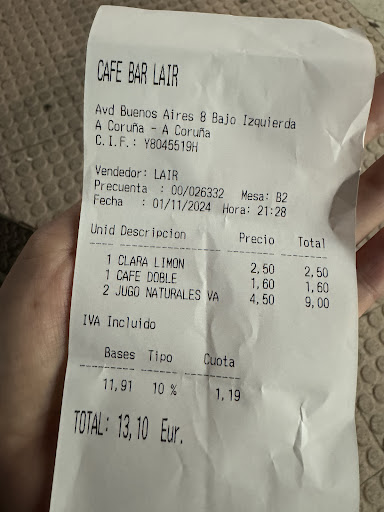 CAFE BAR LAIR
Avd Buenos Aires 8 Bajo Izquierda
A Coruña - A Coruña
C.I.F.: Y8045519H
Vendedor: LAIR
Precuenta : 00/026332 Mesa: B2
Fecha : 01/11/2024 Hora: 21:28
Unid Descripcion Precio Total
1 CLARA LIMON 2,50 2,50
1 CAFE DOBLE 1,60 1,60
2 JUGO NATURALES VA 4,50 9,00
IVA Incluido
Bases Tipo Cuota
11,91 10 % 1,19
TOTAL: 13,10 Eur.